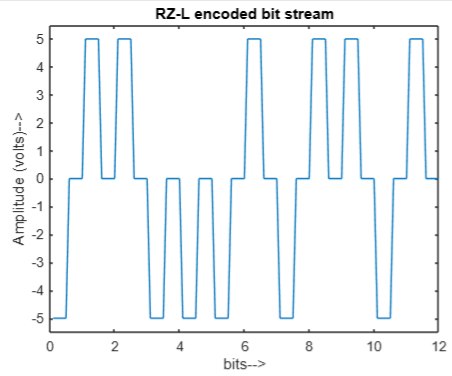 RZ-L encoded bit stream
5
4
3
2
1
0
-1
-2
-3
-4
-5
Amplitude (volts)-->
0 2 4 6 8 10 12
bits-->